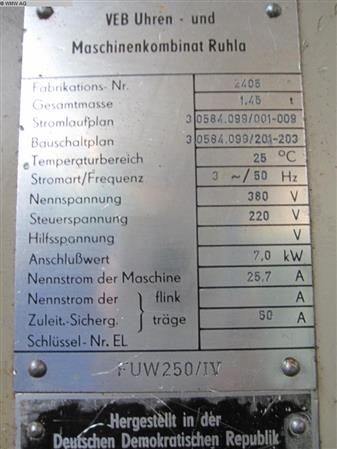 © WMW AG
VEB Uhren - und
Maschinenkombinat Ruhla
Fabrikations- Nr. 2405
Gesamtmasse 1,45 t
Stromlaufplan 3 0584.099/001-009
Bauschaltplan 3 0584.099/201-203
Temperaturbereich 25 °C
Stromart/Frequenz 3 ~/ 50 Hz
Nennspannung 380 V
Steuerspannung 220 V
Hilfsspannung V
Anschlußwert 7,0 kW
Nennstrom der Maschine 25,7 A
Nennstrom der } flink A
Zuleit.-Sicherg. träge 50 A
Schlüssel - Nr. EL
FUW250/IV
Hergestellt in der
Deutschen Demokratischen Republik